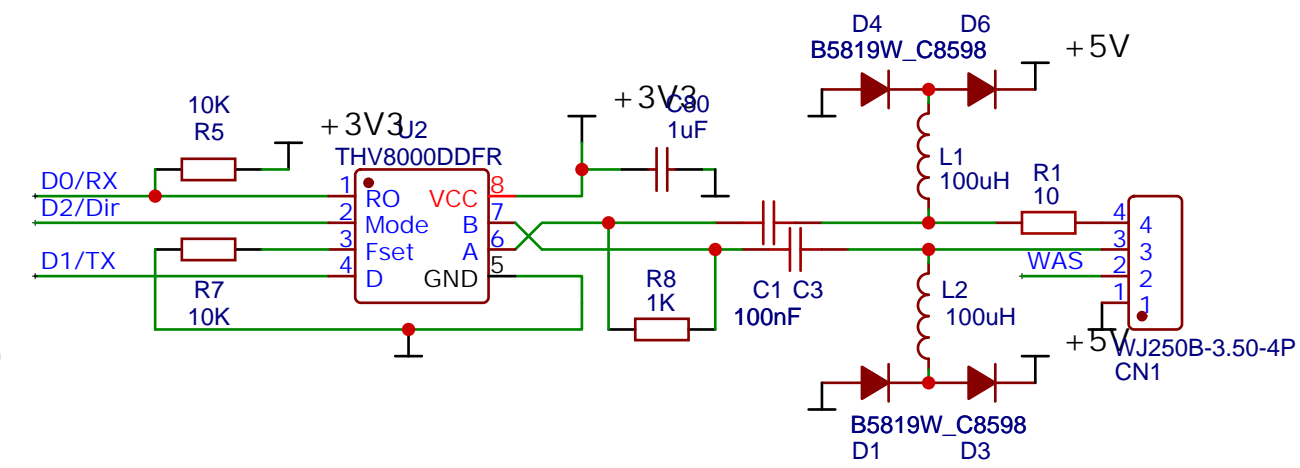 D4 D6
B5819W_C8598
+5V
10K
R5
+3V3
+3V3
C80
1uF
U2
THV8000DDFR
D0/RX
D2/Dir
D1/TX
1 RO VCC 8
2 Mode B 7
3 Fset A 6
4 D GND 5
R7
10K
R8
1K
C1 C3
100nF
L1
100uH
R1
10
4 4
3 3
WAS
2 2
1 1
L2
100uH
+5V
WJ250B-3.50-4P
CN1
B5819W_C8598
D1 D3